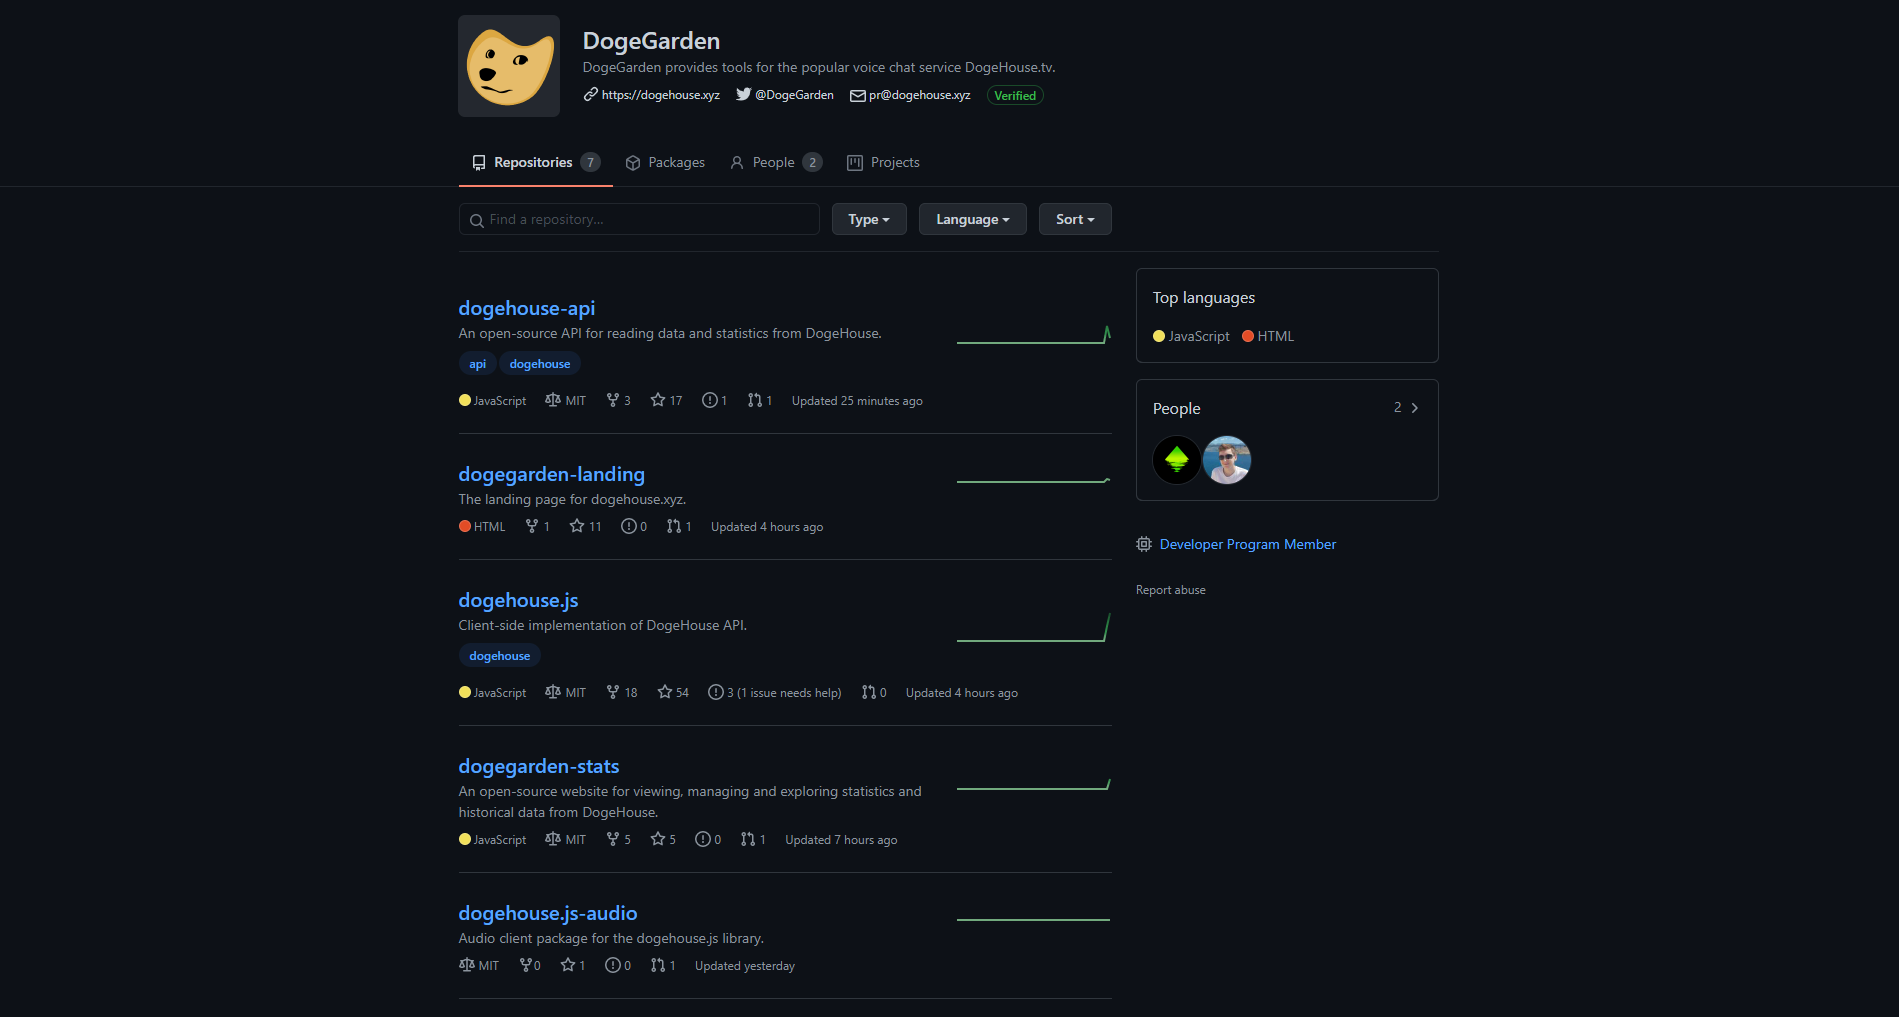 DogeGarden
DogeGarden provides tools for the popular voice chat service DogeHouse.tv.
https://dogehouse.xyz @DogeGarden pr@dogehouse.xyz Verified
Repositories 7 Packages People 2 Projects
Find a repository... Type Language Sort
dogehouse-api
An open-source API for reading data and statistics from DogeHouse.
api dogehouse
JavaScript MIT 3 17 1 1 Updated 25 minutes ago
dogegarden-landing
The landing page for dogehouse.xyz.
HTML 1 11 0 1 Updated 4 hours ago
dogehouse.js
Client-side implementation of DogeHouse API.
dogehouse
JavaScript MIT 18 54 3 (1 issue needs help) 0 Updated 4 hours ago
dogegarden-stats
An open-source website for viewing, managing and exploring statistics and
historical data from DogeHouse.
JavaScript MIT 5 5 0 1 Updated 7 hours ago
dogehouse.js-audio
Audio client package for the dogehouse.js library.
MIT 0 1 0 1 Updated yesterday
Top languages
JavaScript HTML
People 2
Developer Program Member
Report abuse